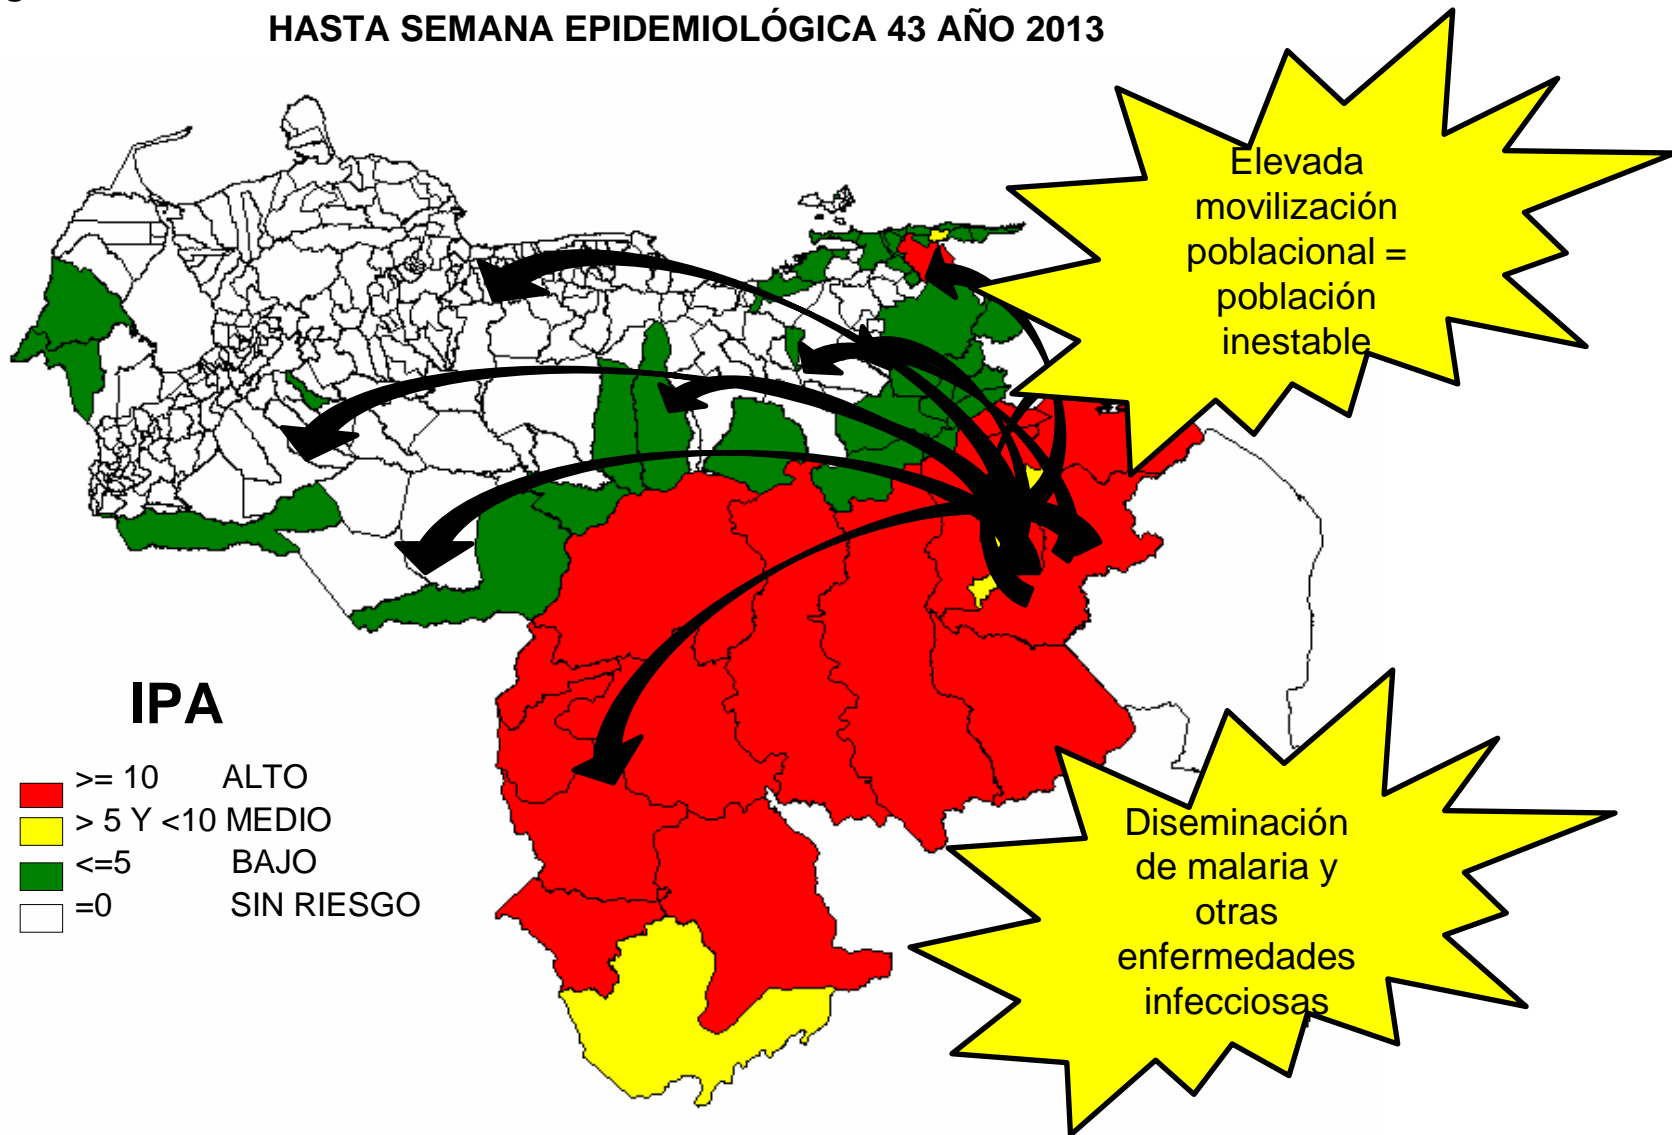 HASTA SEMANA EPIDEMIOLÓGICA 43 AÑO 2013
Elevada
movilización
poblacional =
población
inestable
IPA
>= 10 ALTO
> 5 Y <10 MEDIO
<=5 BAJO
=0 SIN RIESGO
Diseminación
de malaria y
otras
enfermedades
infecciosas